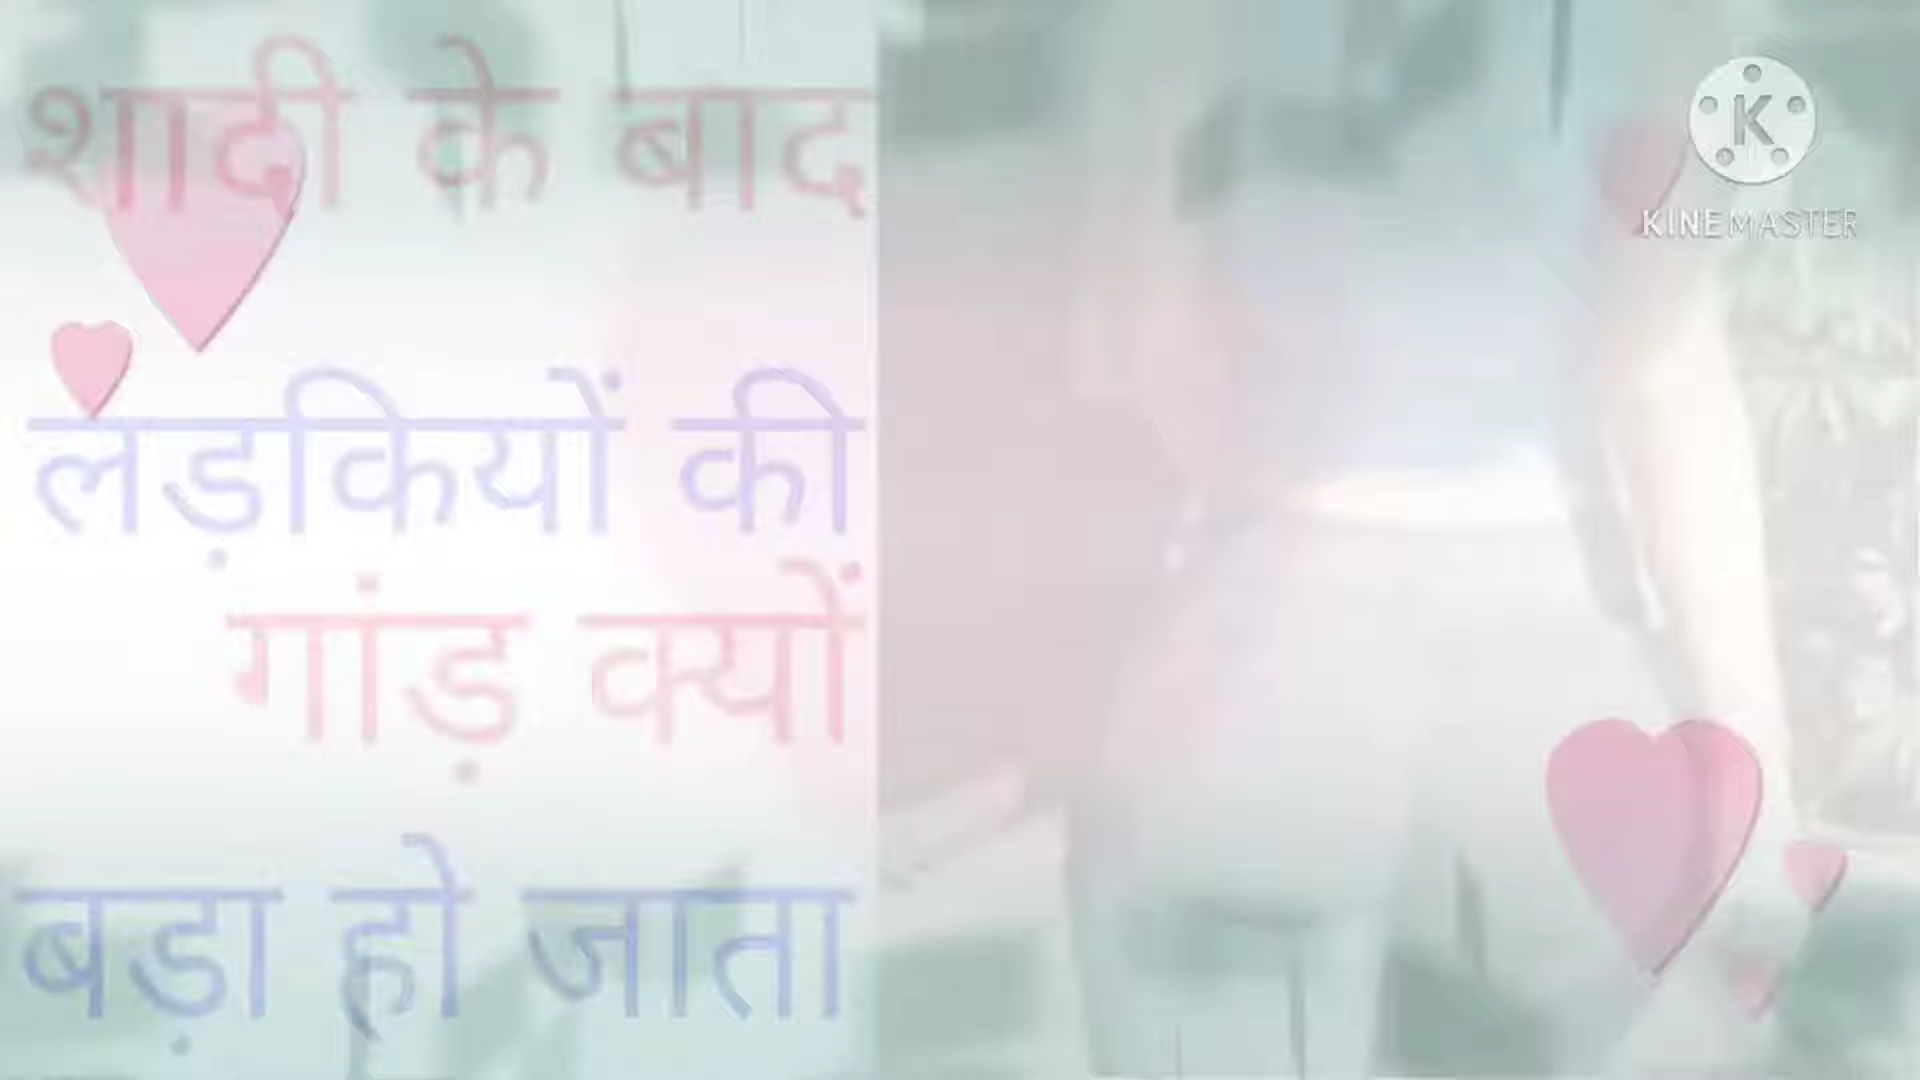 शादी के बाद
लड़कियों की
गांड़ क्यों
बड़ा हो जाता
K
KINEMASTER